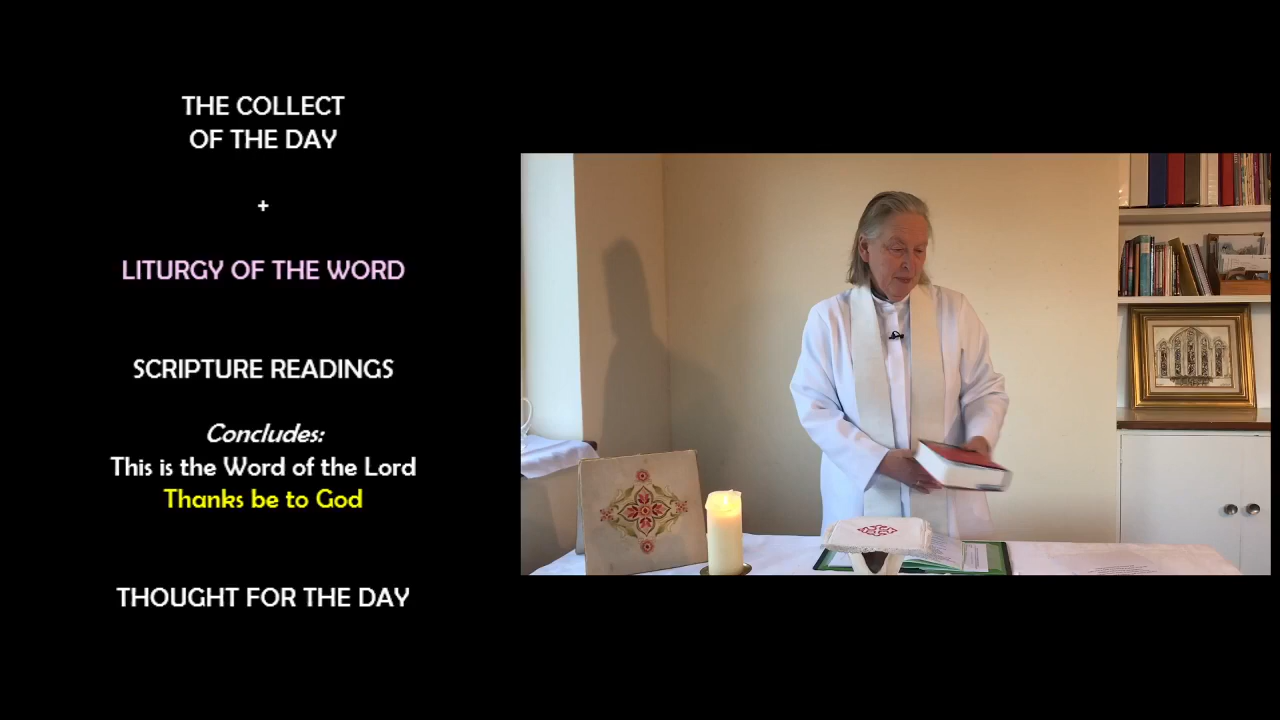 THE COLLECT
OF THE DAY
+
LITURGY OF THE WORD
SCRIPTURE READINGS
Concludes:
This is the Word of the Lord
Thanks be to God
THOUGHT FOR THE DAY